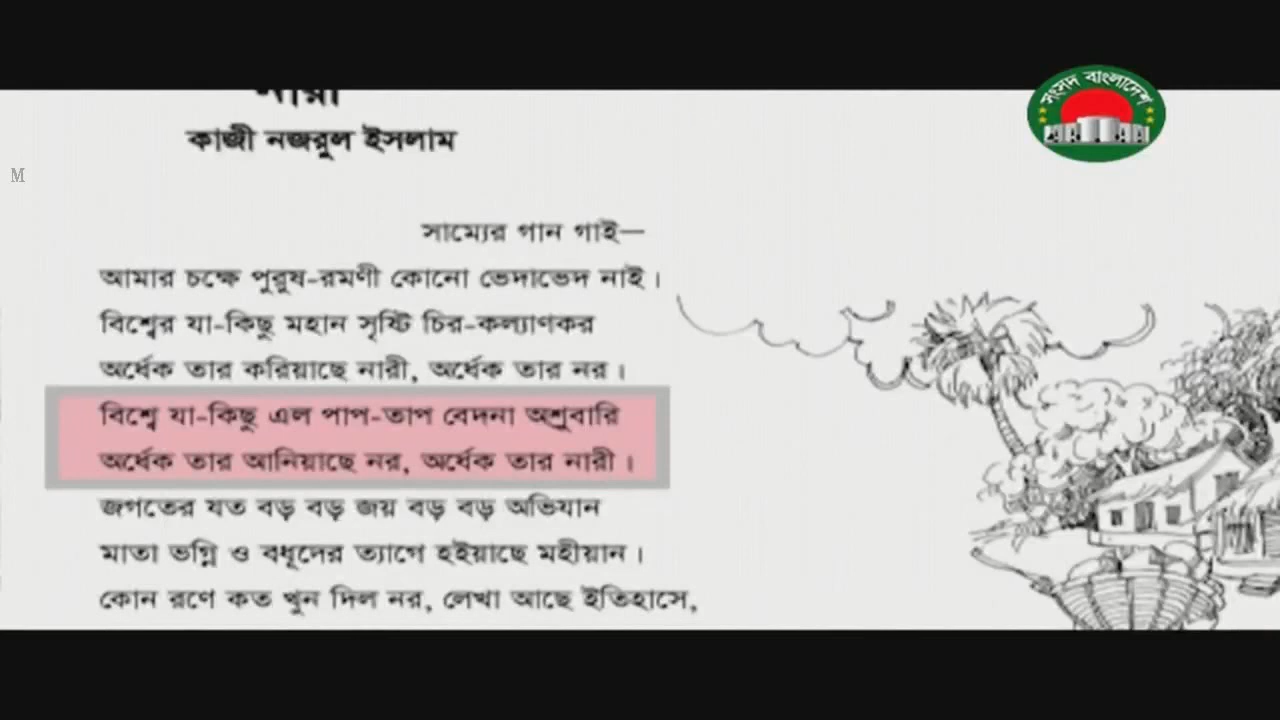 নারী
কাজী নজরুল ইসলাম
সংসদ বাংলাদেশ
M
সাম্যের গান গাই—
আমার চক্ষে পুরুষ-রমণী কোনো ভেদাভেদ নাই।
বিশ্বের যা-কিছু মহান সৃষ্টি চির-কল্যাণকর
অর্ধেক তার করিয়াছে নারী, অর্ধেক তার নর।
বিশ্বে যা-কিছু এল পাপ-তাপ বেদনা অশ্রুবারি
অর্ধেক তার আনিয়াছে নর, অর্ধেক তার নারী।
জগতের যত বড় বড় জয় বড় বড় অভিযান
মাতা ভগ্নি ও বধূদের ত্যাগে হইয়াছে মহীয়ান।
কোন রণে কত খুন দিল নর, লেখা আছে ইতিহাসে,